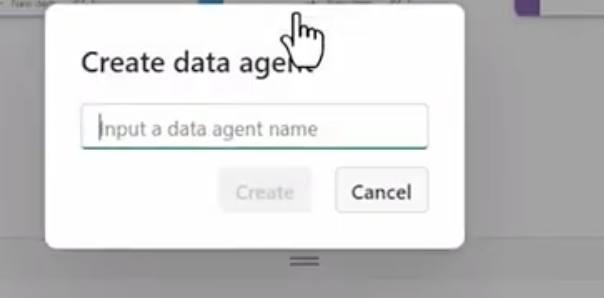 Create data agent
Input a data agent name
Create
Cancel